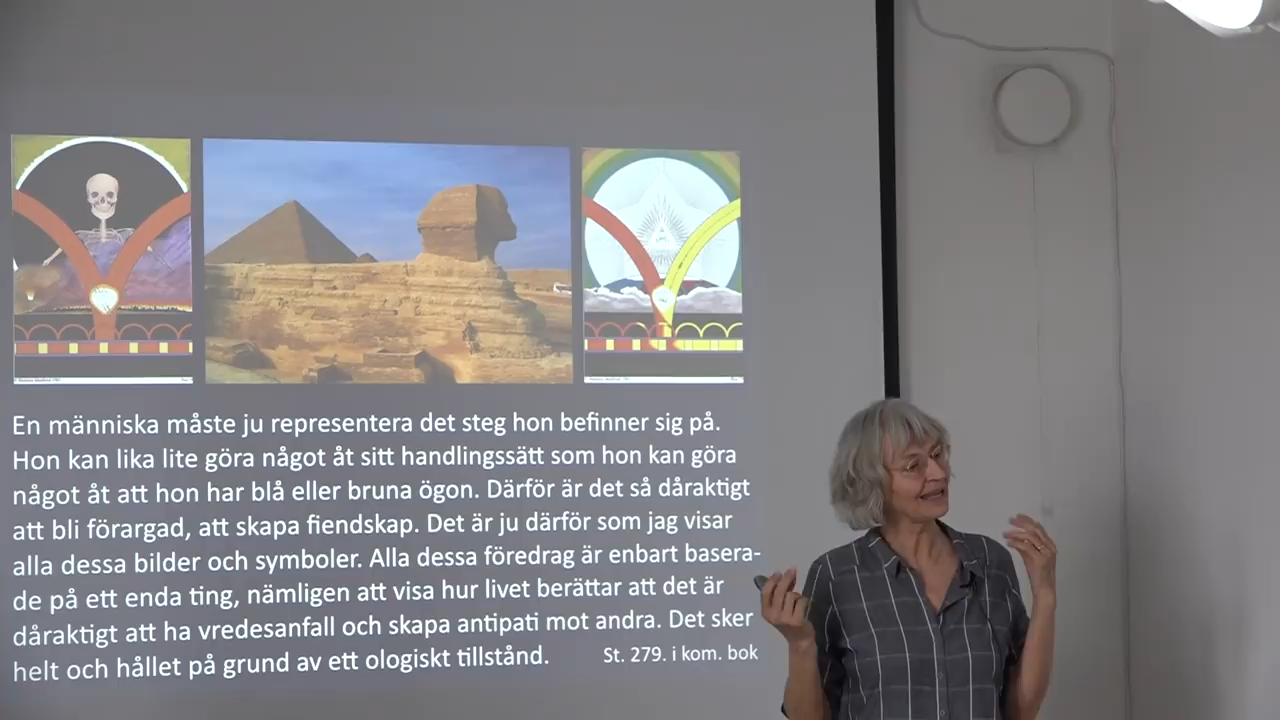 En människa måste ju representera det steg hon befinner sig på.
Hon kan lika lite göra något åt sitt handlingssätt som hon kan göra
något åt att hon har blå eller bruna ögon. Därför är det så dåraktigt
att bli förargad, att skapa fiendskap. Det är ju därför som jag visar
alla dessa bilder och symboler. Alla dessa föredrag är enbart basera-
de på ett enda ting, nämligen att visa hur livet berättar att det är
dåraktigt att ha vredesanfall och skapa antipati mot andra. Det sker
helt och hållet på grund av ett ologiskt tillstånd. St. 279. i kom. bok